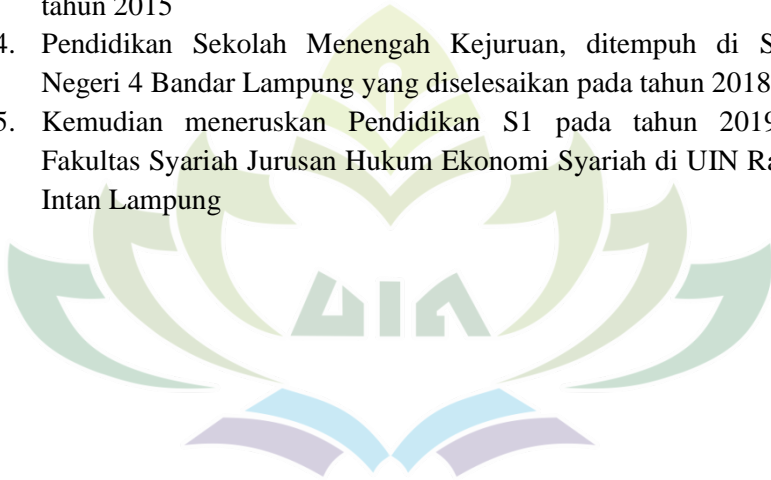 tahun 2015
4. Pendidikan Sekolah Menengah Kejuruan, ditempuh di S
Negeri 4 Bandar Lampung yang diselesaikan pada tahun 2018
5. Kemudian meneruskan Pendidikan S1 pada tahun 2019
Fakultas Syariah Jurusan Hukum Ekonomi Syariah di UIN Ra
Intan Lampung
UIN